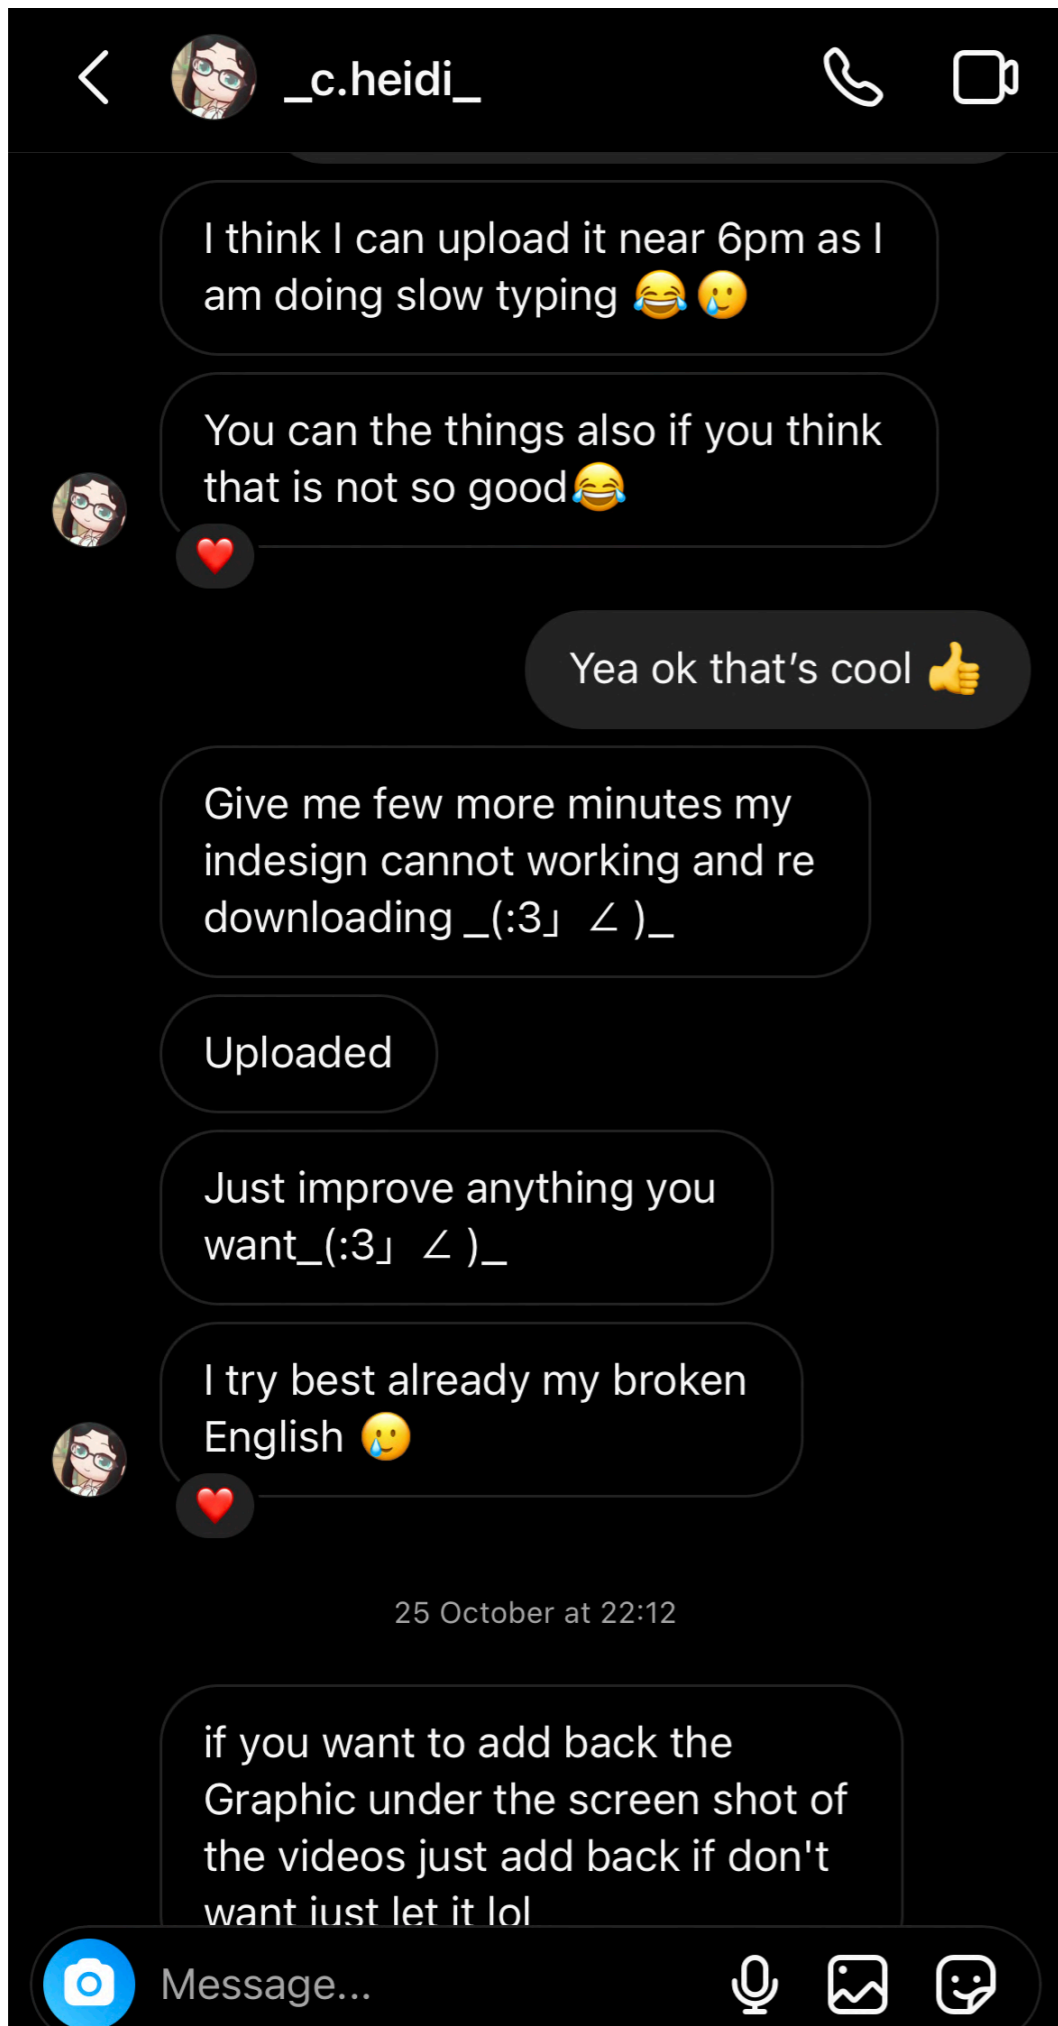 _c.heidi_
I think I can upload it near 6pm as I
am doing slow typing 😂🥲
You can the things also if you think
that is not so good😂
❤️
Yea ok that’s cool 👍
Give me few more minutes my
indesign cannot working and re
downloading _(:3」∠ )_
Uploaded
Just improve anything you
want_(:3」∠ )_
I try best already my broken
English 🥲
❤️
25 October at 22:12
if you want to add back the
Graphic under the screen shot of
the videos just add back if don't
want just let it lol
Message...